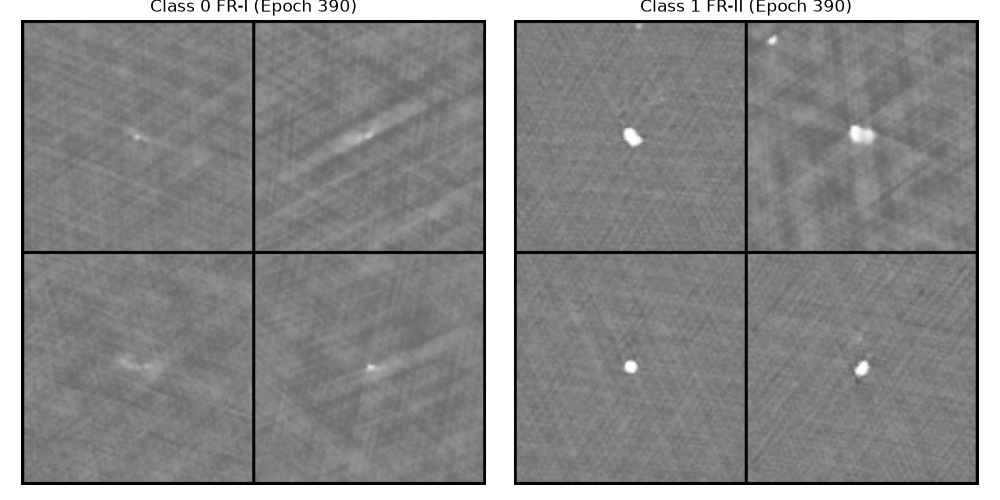 Class 0 FR-I (Epoch 390)
Class 1 FR-II (Epoch 390)